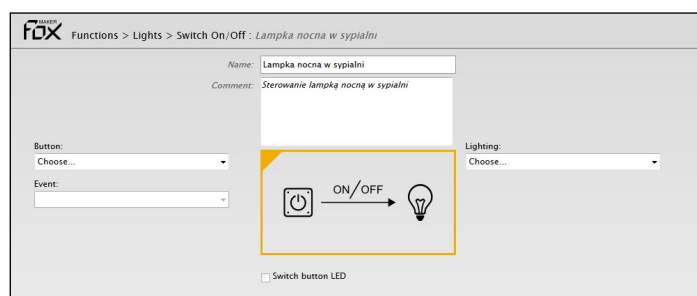 MAKER
FOX
Functions > Lights > Switch On/Off : Lampka nocna w sypialni
Name: Lampka nocna w sypialni
Comment: Sterowanie lampką nocną w sypialni
Button:
Choose...
Event:
ON/OFF
Lighting:
Choose...
Switch button LED